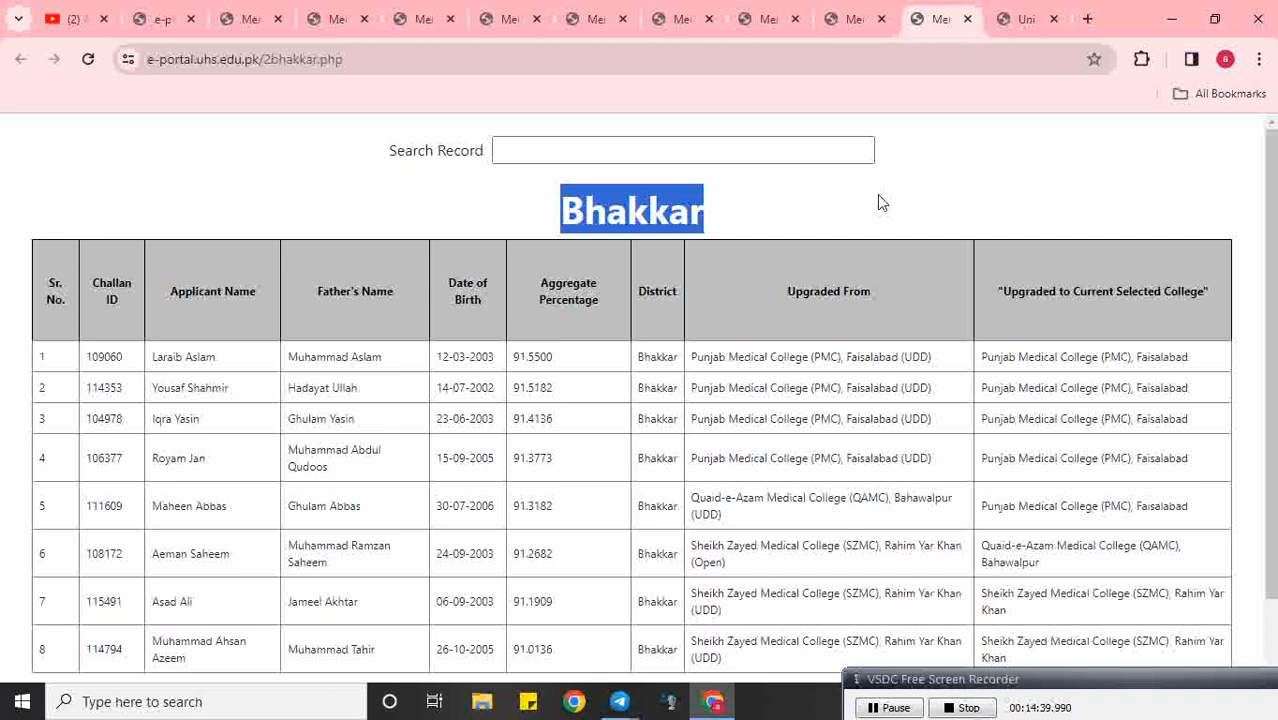 (2)
e-p
Me
Me
Me
Me
Me
Me
Me
Me
Me
Uni
e-portal.uhs.edu.pk/2bhakkar.php
8
All Bookmarks
Search Record
Bhakkar
Sr. No. Challan ID Applicant Name Father's Name Date of Birth Aggregate Percentage District Upgraded From "Upgraded to Current Selected College"
1 109060 Laraib Aslam Muhammad Aslam 12-03-2003 91.5500 Bhakkar Punjab Medical College (PMC), Faisalabad (UDD) Punjab Medical College (PMC), Faisalabad
2 114353 Yousaf Shahmir Hadayat Ullah 14-07-2002 91.5182 Bhakkar Punjab Medical College (PMC), Faisalabad (UDD) Punjab Medical College (PMC), Faisalabad
3 104978 Iqra Yasin Ghulam Yasin 23-06-2003 91.4136 Bhakkar Punjab Medical College (PMC), Faisalabad (UDD) Punjab Medical College (PMC), Faisalabad
4 106377 Royam Jan Muhammad Abdul Qudoos 15-09-2005 91.3773 Bhakkar Punjab Medical College (PMC), Faisalabad (UDD) Punjab Medical College (PMC), Faisalabad
5 111609 Maheen Abbas Ghulam Abbas 30-07-2006 91.3182 Bhakkar Quaid-e-Azam Medical College (QAMC), Bahawalpur (UDD) Punjab Medical College (PMC), Faisalabad
6 108172 Aeman Saheem Muhammad Ramzan Saheem 24-09-2003 91.2682 Bhakkar Sheikh Zayed Medical College (SZMC), Rahim Yar Khan (Open) Quaid-e-Azam Medical College (QAMC), Bahawalpur
7 115491 Asad Ali Jameel Akhtar 06-09-2003 91.1909 Bhakkar Sheikh Zayed Medical College (SZMC), Rahim Yar Khan (UDD) Sheikh Zayed Medical College (SZMC), Rahim Yar Khan
8 114794 Muhammad Ahsan Azeem Muhammad Tahir 26-10-2005 91.0136 Bhakkar Sheikh Zayed Medical College (SZMC), Rahim Yar Khan (UDD) Sheikh Zayed Medical College (SZMC), Rahim Yar Khan
VSDC Free Screen Recorder
Type here to search
Pause Stop 00:14:39.990